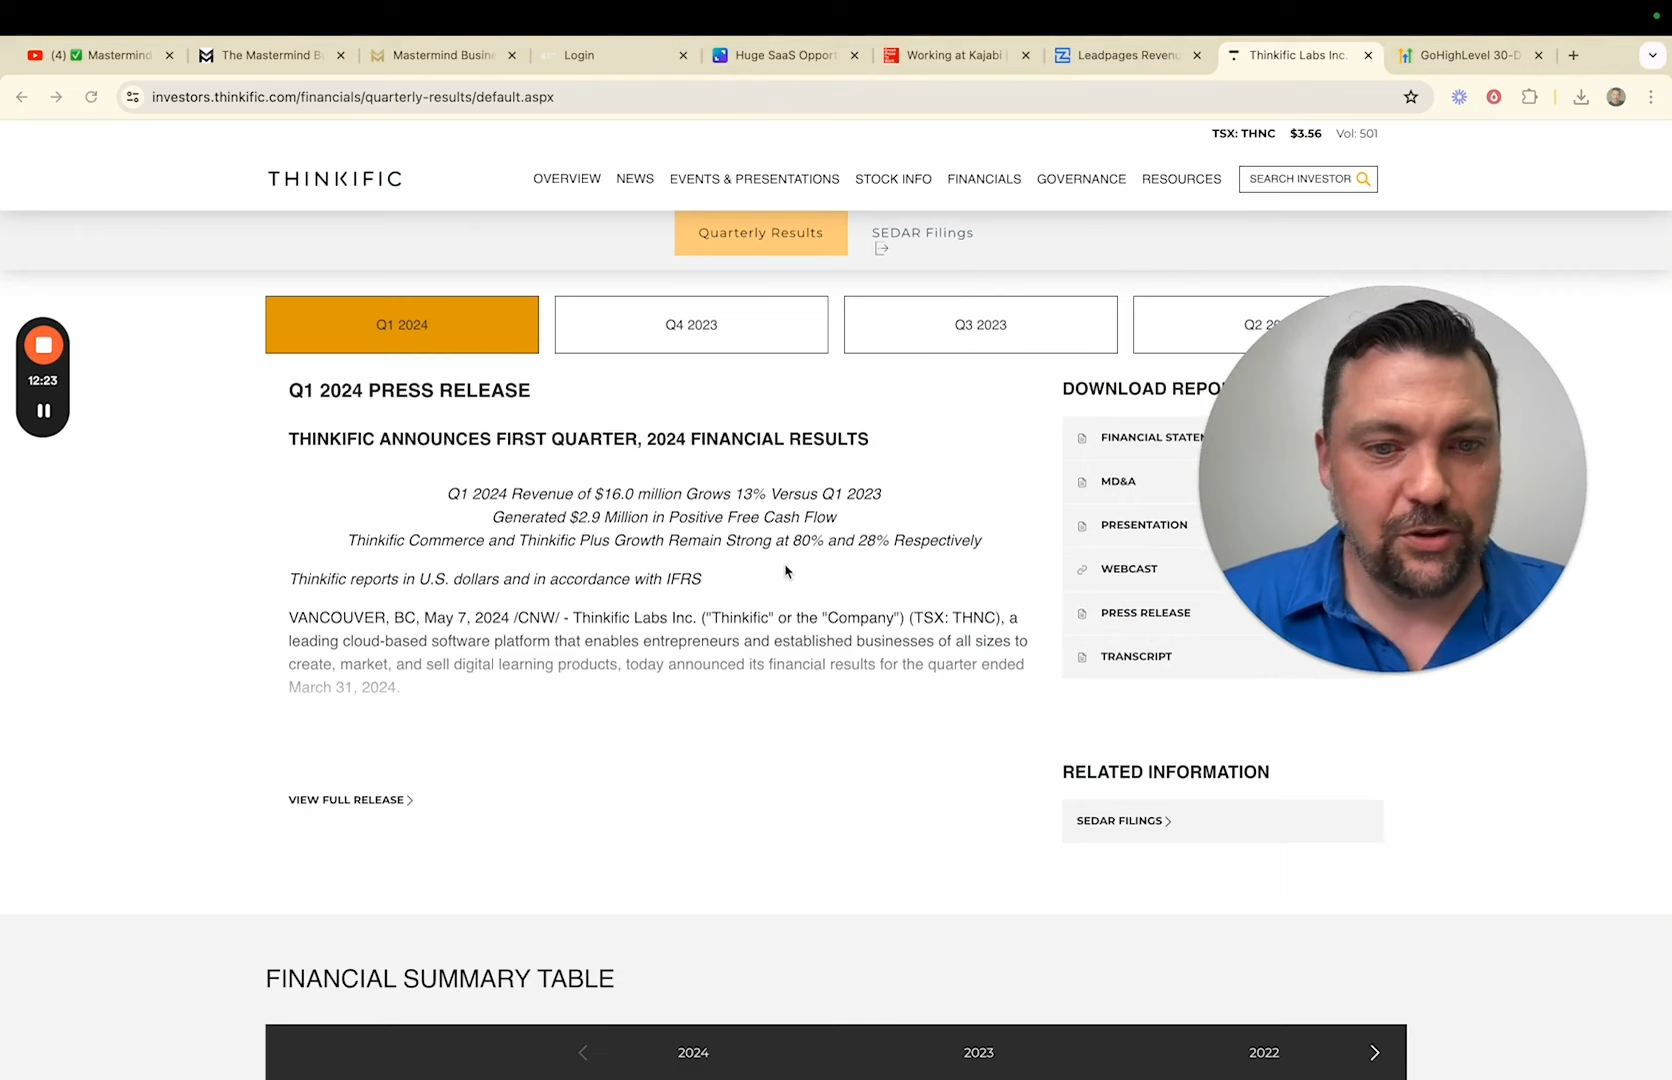 (4) ✅ Mastermind
The Mastermind B
Mastermind Busin
Login
Huge SaaS Opport
Working at Kajabi
Leadpages Revenu
Thinkific Labs Inc.
GoHighLevel 30-D
investors.thinkific.com/financials/quarterly-results/default.aspx
TSX: THNC $3.56 Vol: 501
THINKIFIC
OVERVIEW NEWS EVENTS & PRESENTATIONS STOCK INFO FINANCIALS GOVERNANCE RESOURCES
SEARCH INVESTOR
Quarterly Results
SEDAR Filings
Q1 2024
Q4 2023
Q3 2023
Q2 20
12:23
Q1 2024 PRESS RELEASE
THINKIFIC ANNOUNCES FIRST QUARTER, 2024 FINANCIAL RESULTS
Q1 2024 Revenue of $16.0 million Grows 13% Versus Q1 2023
Generated $2.9 Million in Positive Free Cash Flow
Thinkific Commerce and Thinkific Plus Growth Remain Strong at 80% and 28% Respectively
Thinkific reports in U.S. dollars and in accordance with IFRS
VANCOUVER, BC, May 7, 2024 /CNW/ - Thinkific Labs Inc. ("Thinkific" or the "Company") (TSX: THNC), a
leading cloud-based software platform that enables entrepreneurs and established businesses of all sizes to
create, market, and sell digital learning products, today announced its financial results for the quarter ended
March 31, 2024.
VIEW FULL RELEASE
DOWNLOAD REPO
FINANCIAL STATEM
MD&A
PRESENTATION
WEBCAST
PRESS RELEASE
TRANSCRIPT
RELATED INFORMATION
SEDAR FILINGS
FINANCIAL SUMMARY TABLE
2024 2023 2022